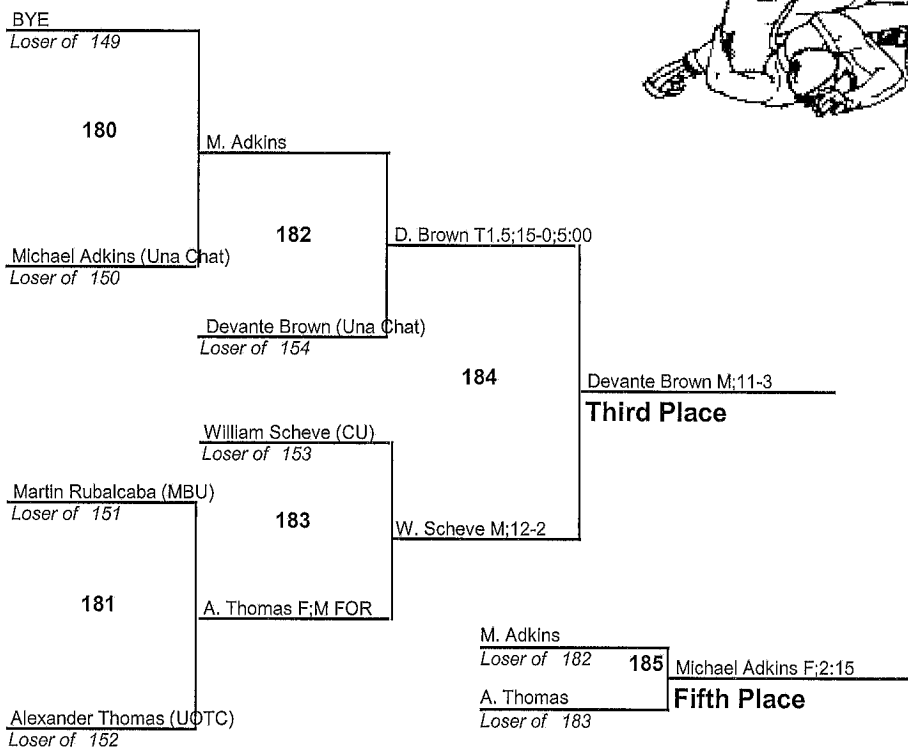 BYE
Loser of 149
180
M. Adkins
Michael Adkins (Una Chat)
Loser of 150
182
D. Brown T1.5;15-0;5:00
Devante Brown (Una Chat)
Loser of 154
184
Devante Brown M;11-3
Third Place
William Scheve (CU)
Loser of 153
Martin Rubalcaba (MBU)
Loser of 151
183
W. Scheve M;12-2
181
A. Thomas F;M FOR
Alexander Thomas (UOTC)
Loser of 152
M. Adkins
Loser of 182
185
Michael Adkins F;2:15
Fifth Place
A. Thomas
Loser of 183